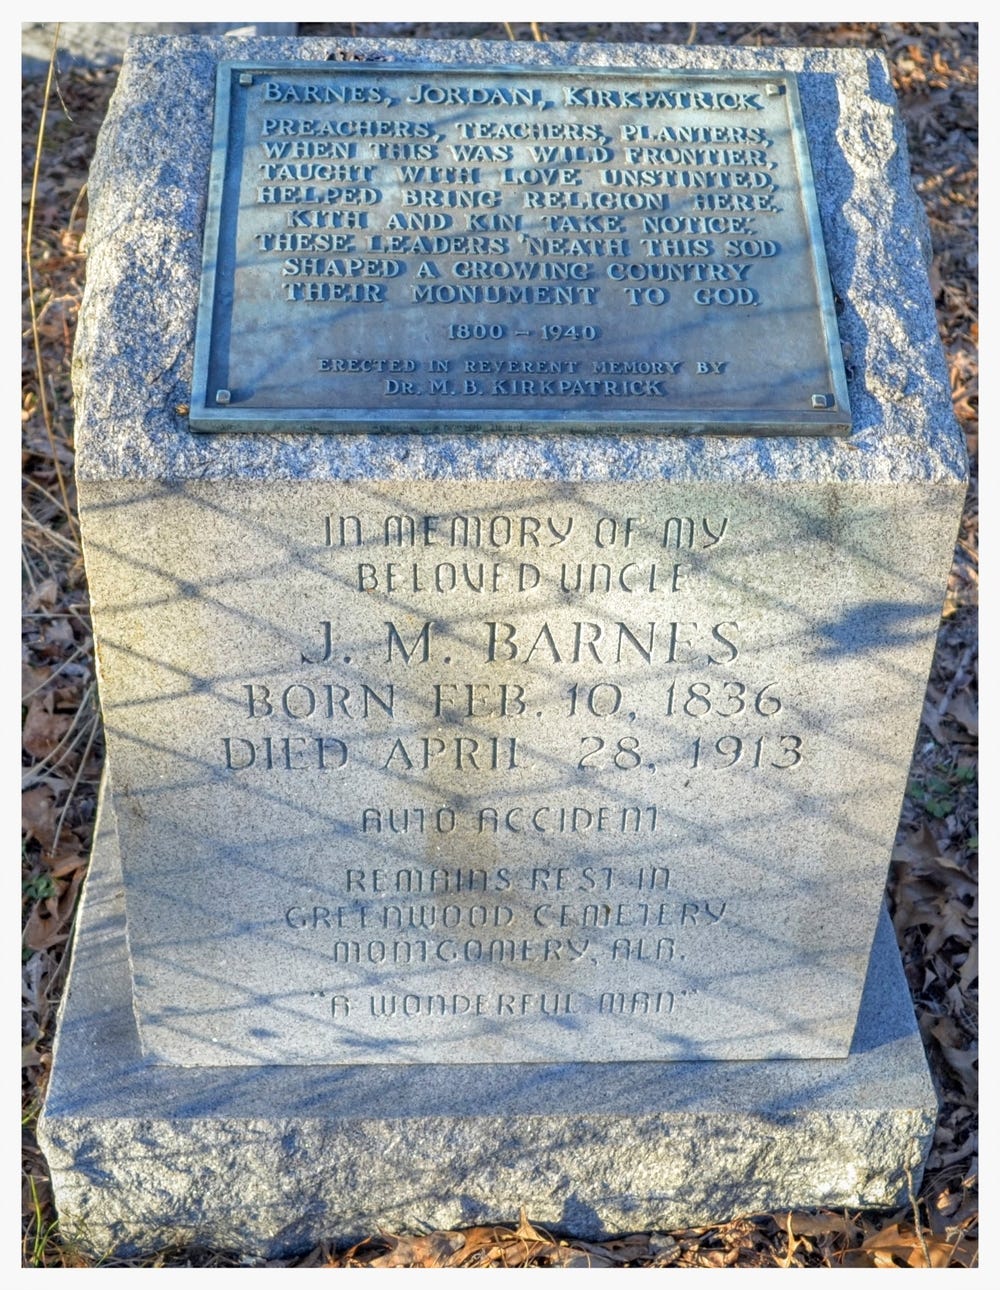 BARNES, JORDAN, KIRKPATRICK
PREACHERS, TEACHERS, PLANTERS,
WHEN THIS WAS WILD FRONTIER,
TAUGHT WITH LOVE UNSTINTED,
HELPED BRING RELIGION HERE.
KITH AND KIN TAKE NOTICE,
THESE LEADERS 'NEATH THIS SOD
SHAPED A GROWING COUNTRY
THEIR MONUMENT TO GOD.
1800 - 1940
ERECTED IN REVERENT MEMORY BY
DR. M. B. KIRKPATRICK
IN MEMORY OF MY
BELOVED UNCLE
J. M. BARNES
BORN FEB. 10, 1836
DIED APRIL 28, 1913
AUTO ACCIDENT
REMAINS REST IN
GREENWOOD CEMETERY
MONTGOMERY, ALA.
"A WONDERFUL MAN"